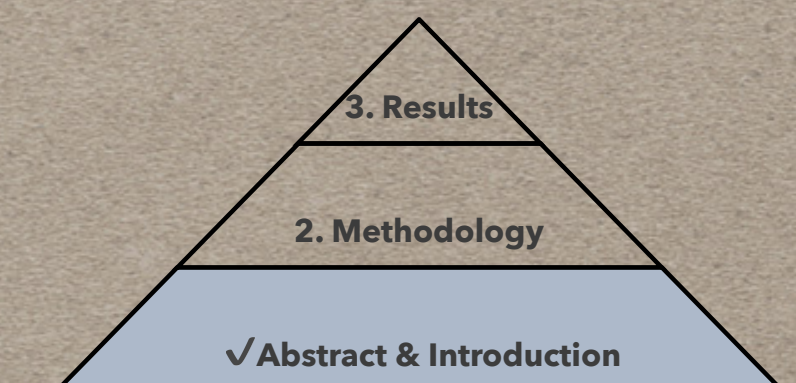 3. Results
2. Methodology
✓Abstract & Introduction